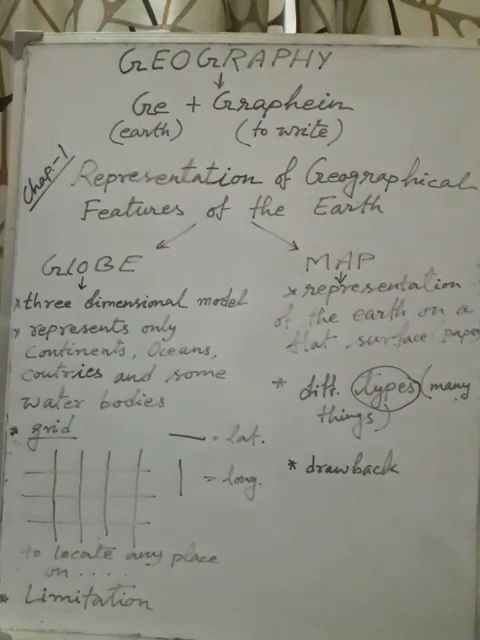 GEOGRAPHY
Ge + Graphein
(earth) (to write)
Chap.-1
Representation of Geographical
Features of the Earth
GLOBE
* three dimensional model
* represents only
Continents, Oceans,
coutries and some
water bodies
* grid
— = lat.
| = long.
to locate any place
on ....
* Limitation
MAP
* representation
of the earth on a
flat surface (paper
* diff. types (many
things)
* drawback